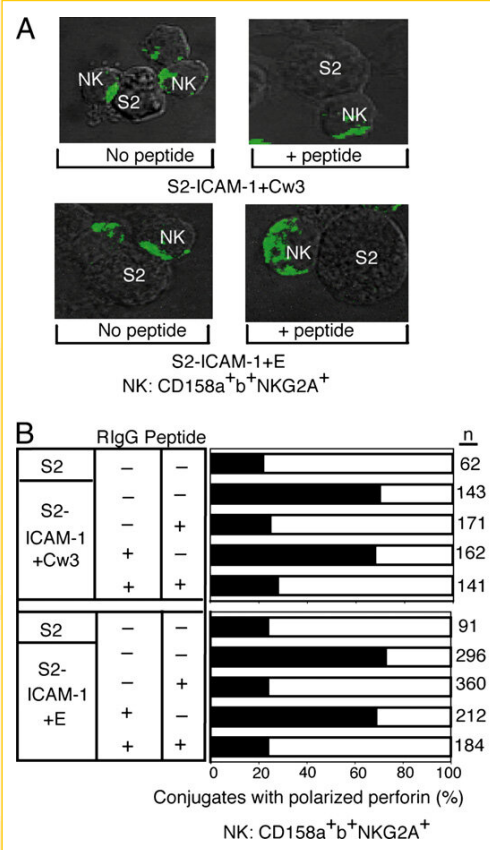 A
NK
NK
S2
S2
NK
No peptide
+ peptide
S2-ICAM-1+Cw3
NK
S2
NK
S2
No peptide
+ peptide
S2-ICAM-1+E
NK: CD158a+b+NKG2A+
B
RIgG Peptide
n
S2 – – 62
S2-ICAM-1+Cw3
– – 143
– + 171
+ – 162
+ + 141
S2 – – 91
S2-ICAM-1+E
– – 296
– + 360
+ – 212
+ + 184
0 20 40 60 80 100
Conjugates with polarized perforin (%)
NK: CD158a+b+NKG2A+